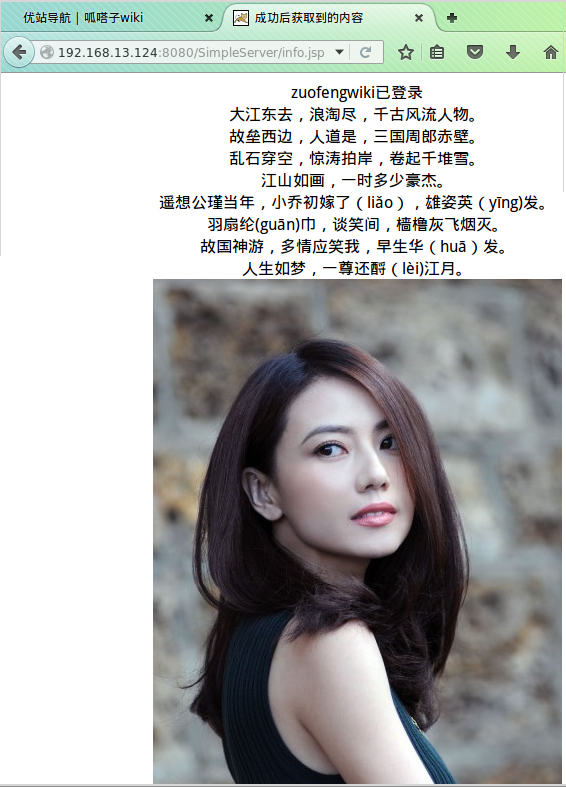 优站导航 | 呱嗒子wiki
成功后获取到的内容
192.168.13.124:8080/SimpleServer/info.jsp
zuofengwiki已登录
大江东去，浪淘尽，千古风流人物。
故垒西边，人道是，三国周郎赤壁。
乱石穿空，惊涛拍岸，卷起千堆雪。
江山如画，一时多少豪杰。
遥想公瑾当年，小乔初嫁了（liǎo），雄姿英（yīng)发。
羽扇纶(guān)巾，谈笑间，樯橹灰飞烟灭。
故国神游，多情应笑我，早生华（huā）发。
人生如梦，一尊还酹（lèi)江月。